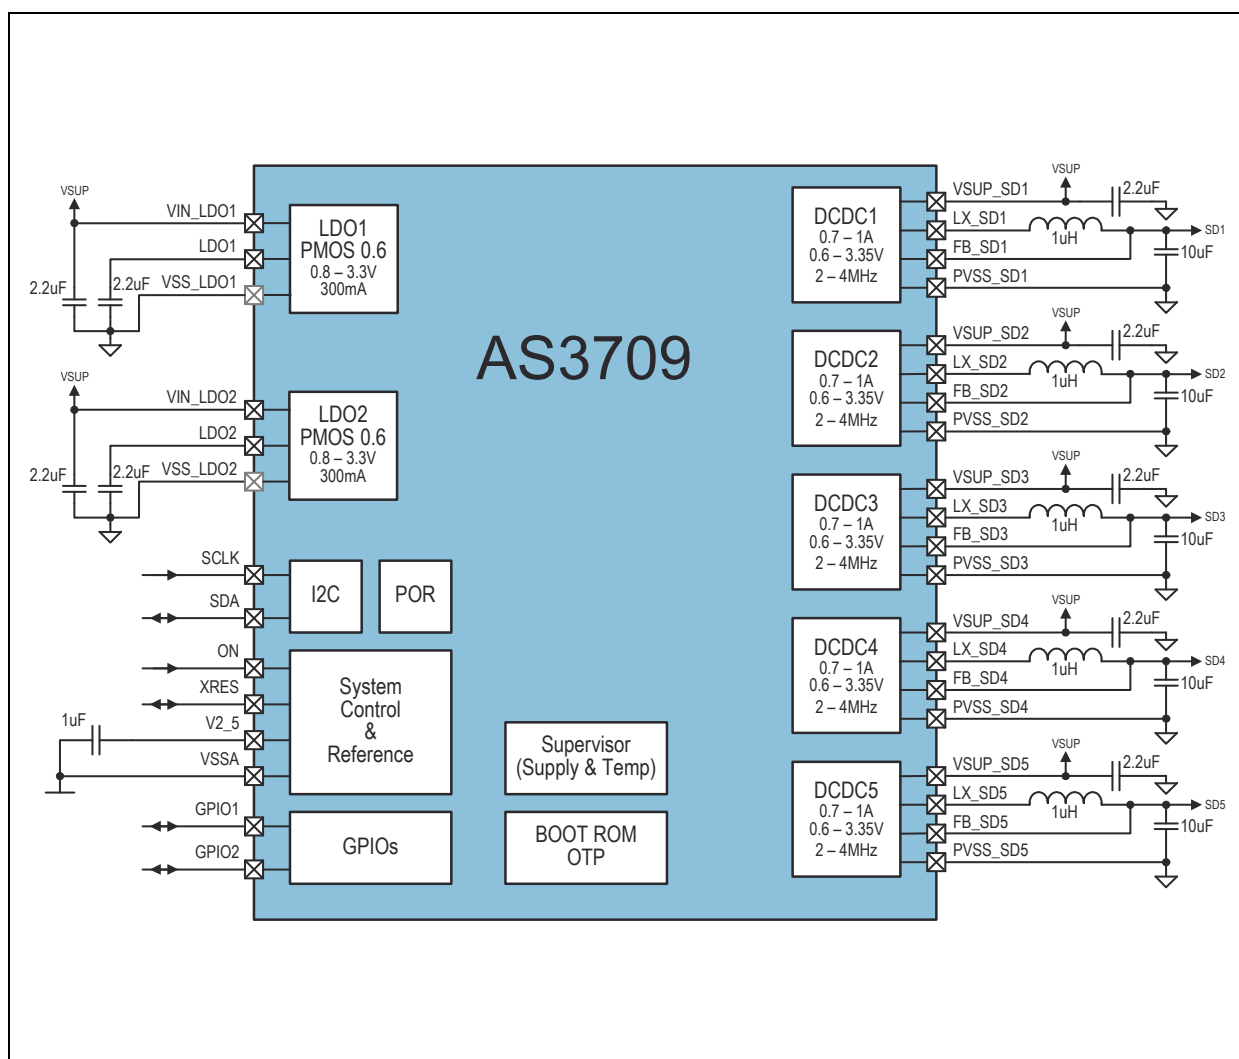 AS3709
VSUP
VIN_LDO1
LDO1
VSS_LDO1
2.2uF
2.2uF
LDO1
PMOS 0.6
0.8 – 3.3V
300mA
VSUP
VIN_LDO2
LDO2
VSS_LDO2
2.2uF
2.2uF
LDO2
PMOS 0.6
0.8 – 3.3V
300mA
SCLK
SDA
I2C
POR
ON
XRES
V2_5
VSSA
1uF
System
Control
&
Reference
GPIO1
GPIO2
GPIOs
Supervisor
(Supply & Temp)
BOOT ROM
OTP
DCDC1
0.7 – 1A
0.6 – 3.35V
2 – 4MHz
VSUP_SD1
LX_SD1
FB_SD1
PVSS_SD1
VSUP
2.2uF
1uH
SD1
10uF
DCDC2
0.7 – 1A
0.6 – 3.35V
2 – 4MHz
VSUP_SD2
LX_SD2
FB_SD2
PVSS_SD2
VSUP
2.2uF
1uH
SD2
10uF
DCDC3
0.7 – 1A
0.6 – 3.35V
2 – 4MHz
VSUP_SD3
LX_SD3
FB_SD3
PVSS_SD3
VSUP
2.2uF
1uH
SD3
10uF
DCDC4
0.7 – 1A
0.6 – 3.35V
2 – 4MHz
VSUP_SD4
LX_SD4
FB_SD4
PVSS_SD4
VSUP
2.2uF
1uH
SD4
10uF
DCDC5
0.7 – 1A
0.6 – 3.35V
2 – 4MHz
VSUP_SD5
LX_SD5
FB_SD5
PVSS_SD5
VSUP
2.2uF
1uH
SD5
10uF